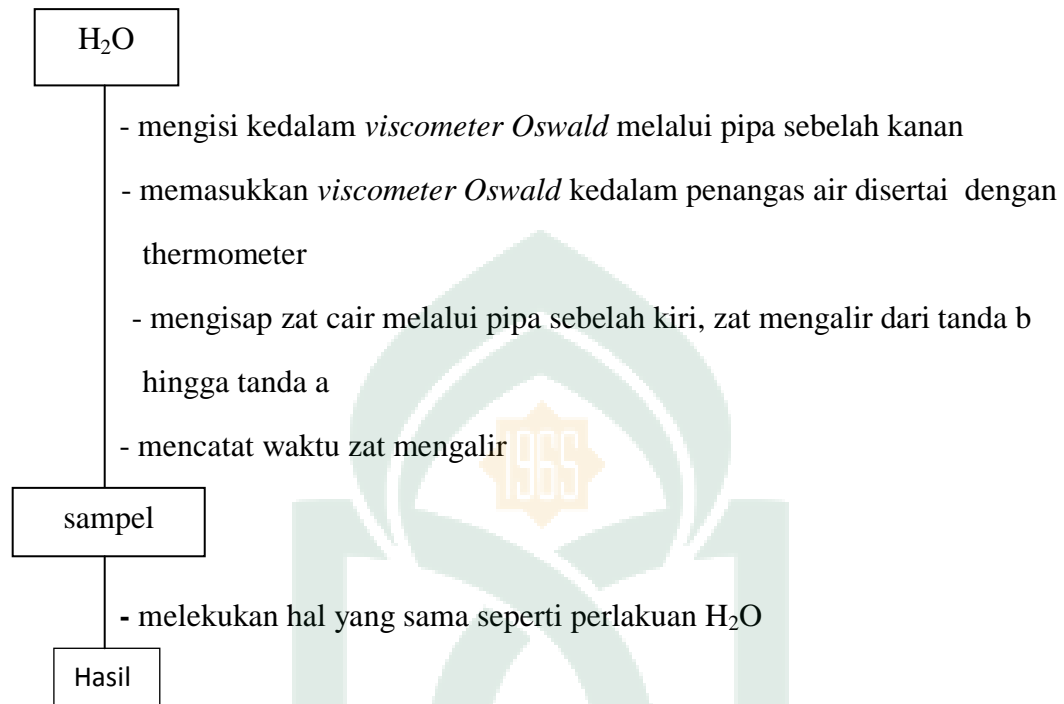 H₂O
- mengisi kedalam viscometer Oswald melalui pipa sebelah kanan
- memasukkan viscometer Oswald kedalam penangas air disertai dengan
thermometer
- mengisap zat cair melalui pipa sebelah kiri, zat mengalir dari tanda b
hingga tanda a
- mencatat waktu zat mengalir
1965
sampel
- melekukan hal yang sama seperti perlakuan H₂O
Hasil